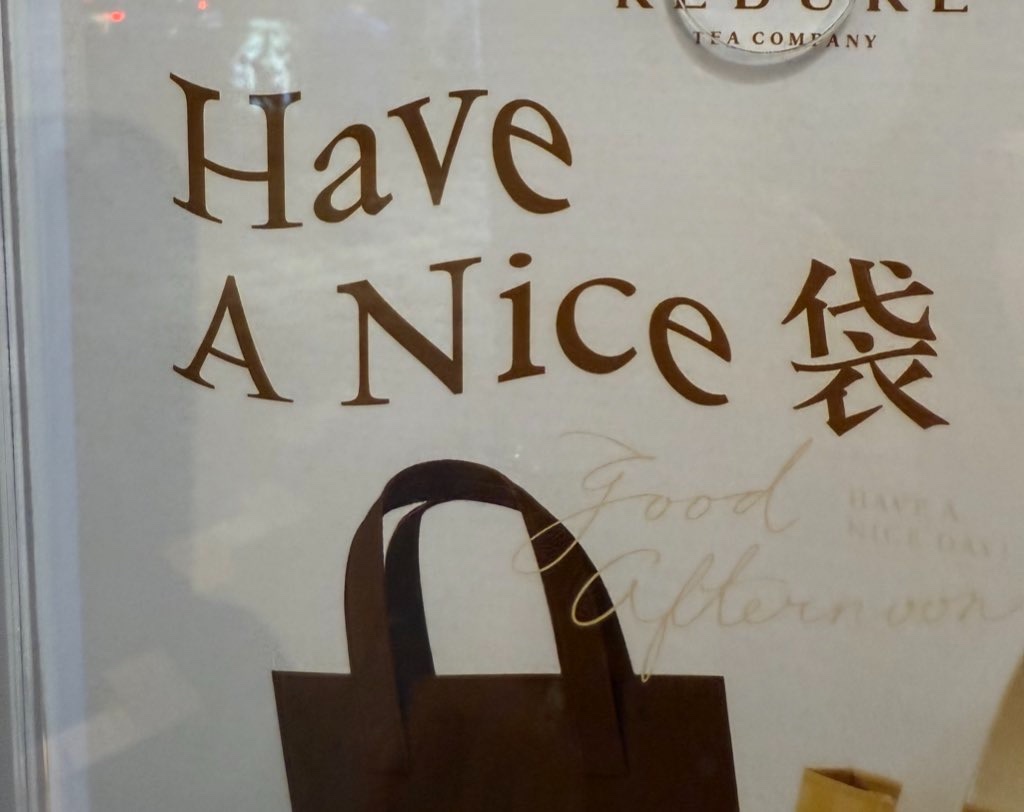 TEA COMPANY
Have
A Nice 袋
Good
Afternoon
HAVE A
NICE DAY!